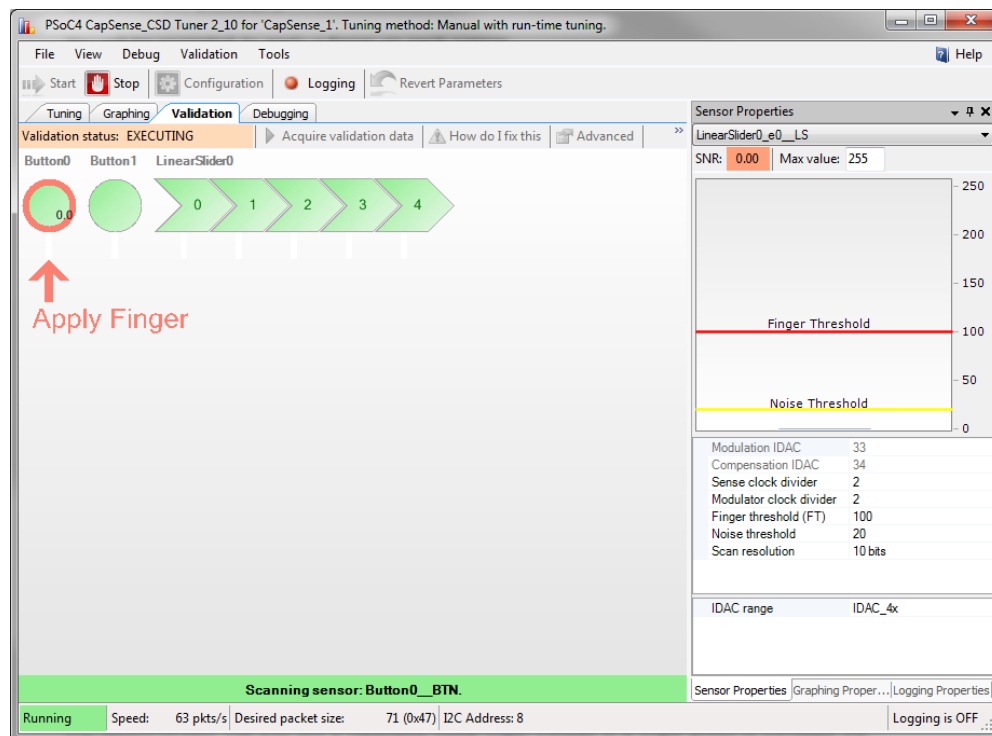 PSoC4 CapSense_CSD Tuner 2_10 for 'CapSense_1'. Tuning method: Manual with run-time tuning.
File View Debug Validation Tools Help
Start Stop Configuration Logging Revert Parameters
Tuning Graphing Validation Debugging
Validation status: EXECUTING Acquire validation data How do I fix this Advanced »
Button0 Button1 LinearSlider0
0.0 0 1 2 3 4
Apply Finger
Scanning sensor: Button0__BTN.
Sensor Properties
LinearSlider0_e0__LS
SNR: 0.00 Max value: 255
250
200
150
Finger Threshold
100
50
Noise Threshold
0
Modulation IDAC 33
Compensation IDAC 34
Sense clock divider 2
Modulator clock divider 2
Finger threshold (FT) 100
Noise threshold 20
Scan resolution 10 bits
IDAC range IDAC_4x
Sensor Properties Graphing Proper... Logging Properties
Running Speed: 63 pkts/s Desired packet size: 71 (0x47) I2C Address: 8 Logging is OFF